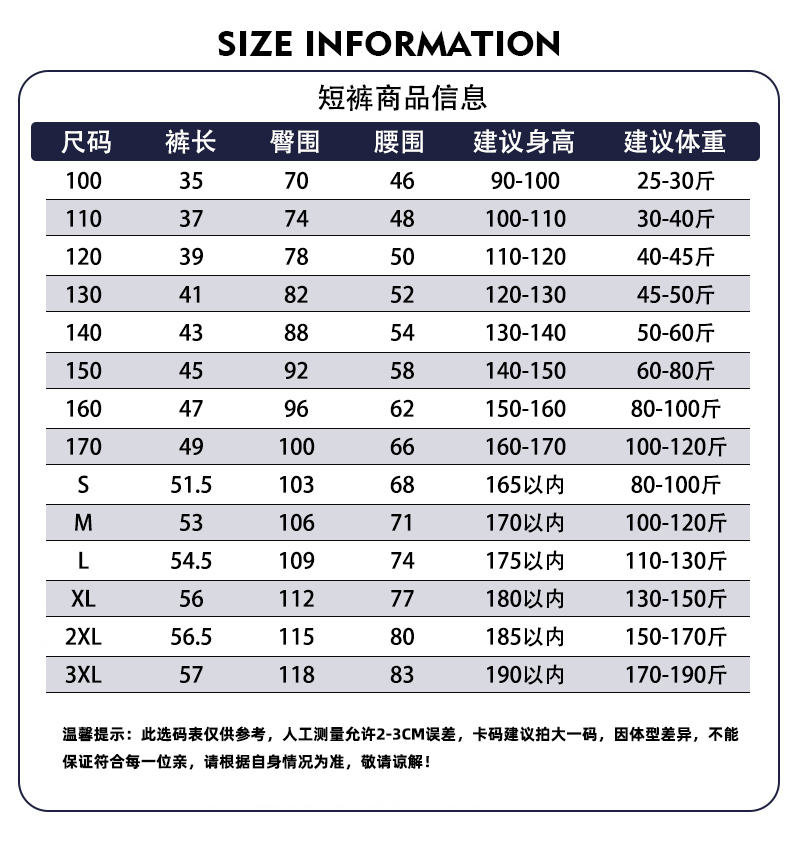 SIZE INFORMATION
短裤商品信息
尺码 裤长 臀围 腰围 建议身高 建议体重
100 35 70 46 90-100 25-30斤
110 37 74 48 100-110 30-40斤
120 39 78 50 110-120 40-45斤
130 41 82 52 120-130 45-50斤
140 43 88 54 130-140 50-60斤
150 45 92 58 140-150 60-80斤
160 47 96 62 150-160 80-100斤
170 49 100 66 160-170 100-120斤
S 51.5 103 68 165以内 80-100斤
M 53 106 71 170以内 100-120斤
L 54.5 109 74 175以内 110-130斤
XL 56 112 77 180以内 130-150斤
2XL 56.5 115 80 185以内 150-170斤
3XL 57 118 83 190以内 170-190斤
温馨提示：此选码表仅供参考，人工测量允许2-3CM误差，卡码建议拍大一码，因体型差异，不能
保证符合每一位亲，请根据自身情况为准，敬请谅解！